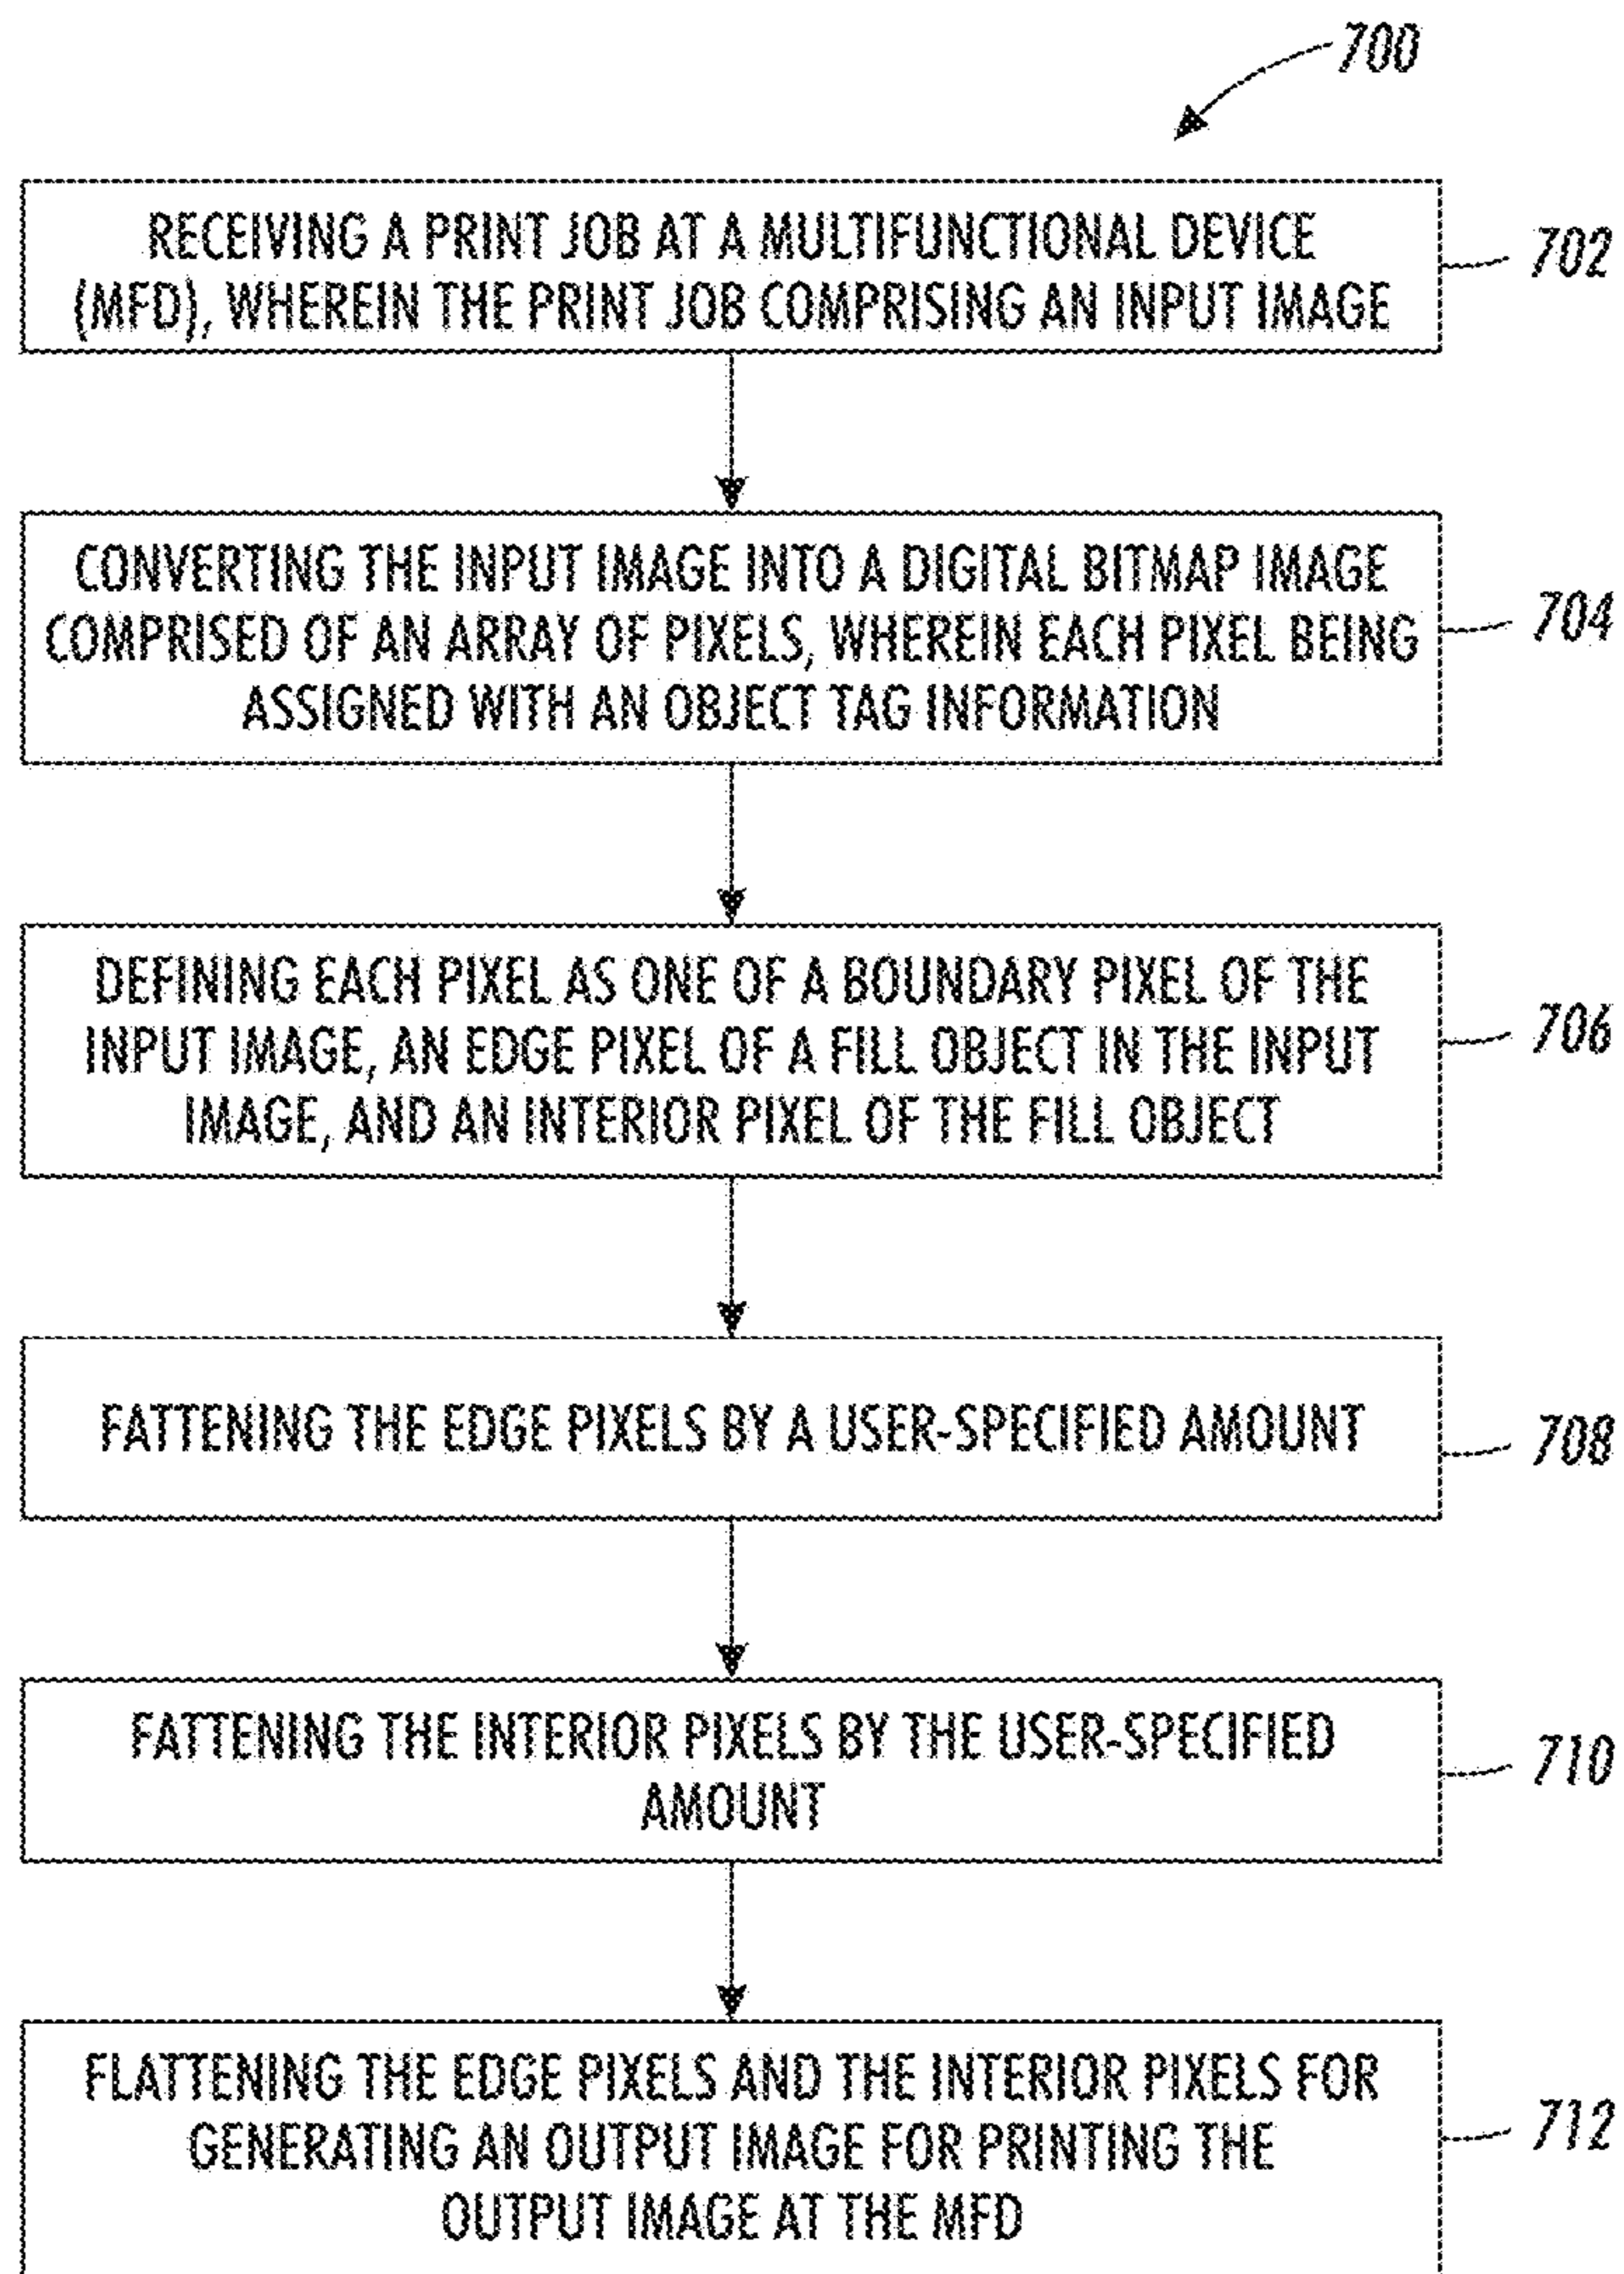 700
RECEIVING A PRINT JOB AT A MULTIFUNCTIONAL DEVICE
(MFD), WHEREIN THE PRINT JOB COMPRISING AN INPUT IMAGE
702
CONVERTING THE INPUT IMAGE INTO A DIGITAL BITMAP IMAGE
COMPRISED OF AN ARRAY OF PIXELS, WHEREIN EACH PIXEL BEING
ASSIGNED WITH AN OBJECT TAG INFORMATION
704
DEFINING EACH PIXEL AS ONE OF A BOUNDARY PIXEL OF THE
INPUT IMAGE, AN EDGE PIXEL OF A FILL OBJECT IN THE INPUT
IMAGE, AND AN INTERIOR PIXEL OF THE FILL OBJECT
706
FATTENING THE EDGE PIXELS BY A USER-SPECIFIED AMOUNT
708
FATTENING THE INTERIOR PIXELS BY THE USER-SPECIFIED
AMOUNT
710
FLATTENING THE EDGE PIXELS AND THE INTERIOR PIXELS FOR
GENERATING AN OUTPUT IMAGE FOR PRINTING THE
OUTPUT IMAGE AT THE MFD
712